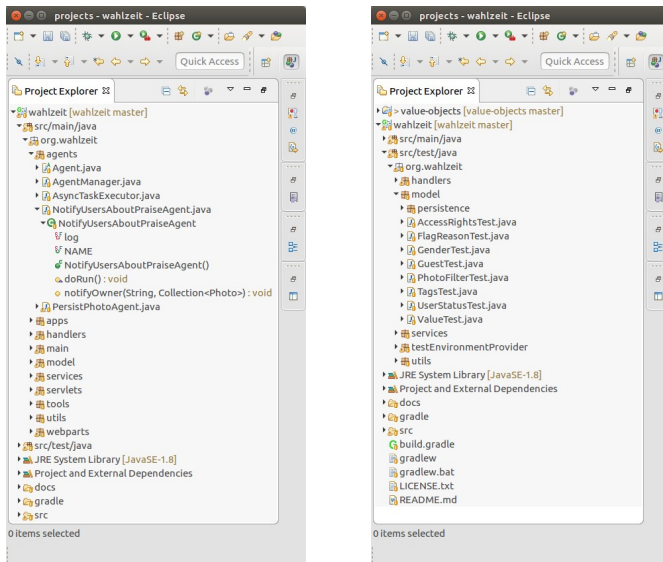 projects - wahlzeit - Eclipse
Quick Access
Project Explorer
wahlzeit [wahlzeit master]
src/main/java
org.wahlzeit
agents
Agent.java
AgentManager.java
AsyncTaskExecutor.java
NotifyUsersAboutPraiseAgent.java
NotifyUsersAboutPraiseAgent
log
NAME
NotifyUsersAboutPraiseAgent()
doRun() : void
notifyOwner(String, Collection<Photo>) : void
PersistPhotoAgent.java
apps
handlers
main
model
services
servlets
tools
utils
webparts
src/test/java
JRE System Library [JavaSE-1.8]
Project and External Dependencies
docs
gradle
src
0 items selected
projects - wahlzeit - Eclipse
Quick Access
Project Explorer
> value-objects [value-objects master]
wahlzeit [wahlzeit master]
src/main/java
src/test/java
org.wahlzeit
handlers
model
persistence
AccessRightsTest.java
FlagReasonTest.java
GenderTest.java
GuestTest.java
PhotoFilterTest.java
TagsTest.java
UserStatusTest.java
ValueTest.java
services
testEnvironmentProvider
utils
JRE System Library [JavaSE-1.8]
Project and External Dependencies
docs
gradle
src
build.gradle
gradlew
gradlew.bat
LICENSE.txt
README.md
0 items selected